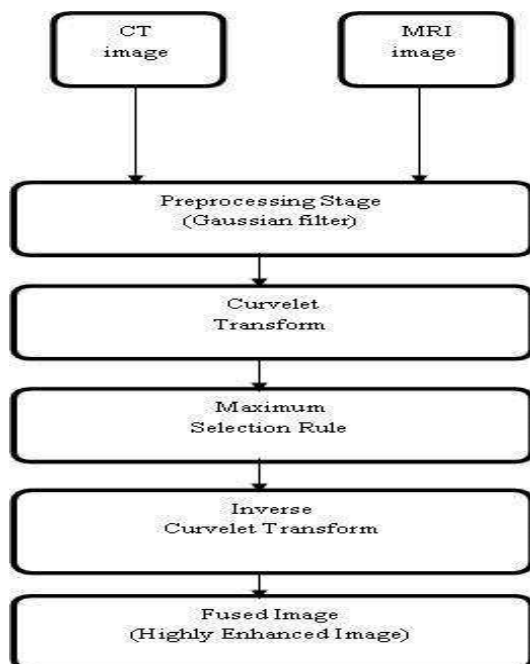 CT
image
MRI
image
Preprocessing Stage
(Gaussian filter)
Curvelet
Transform
Maximum
Selection Rule
Inverse
Curvelet Transform
Fused Image
(Highly Enhanced Image)